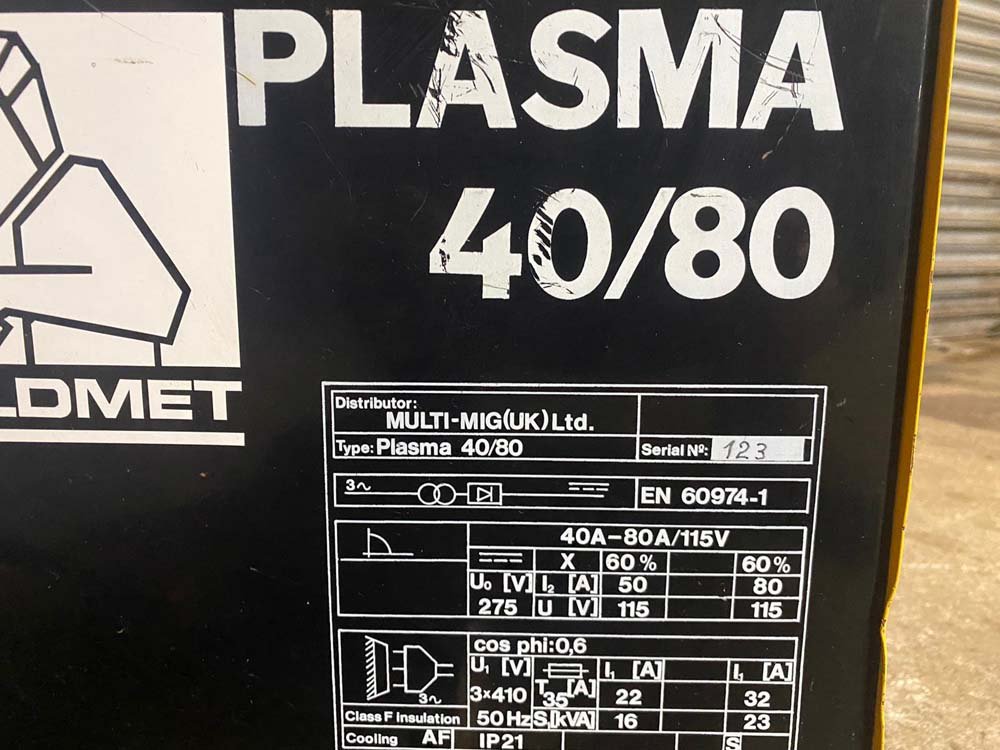 PLASMA
40/80
LDMET
Distributor:
MULTI-MIG(UK)Ltd.
Type: Plasma 40/80 Serial Nº: 123
3∿ EN 60974-1
40A-80A/115V
X 60% 60%
U₀ [V] I₂ [A] 50 80
275 U [V] 115 115
cos phi:0,6
U₁ [V] I₁ [A] I₁ [A]
3×410 T35[A] 22 32
3∿
Class F insulation 50 Hz S₁[kVA] 16 23
Cooling AF IP21 S